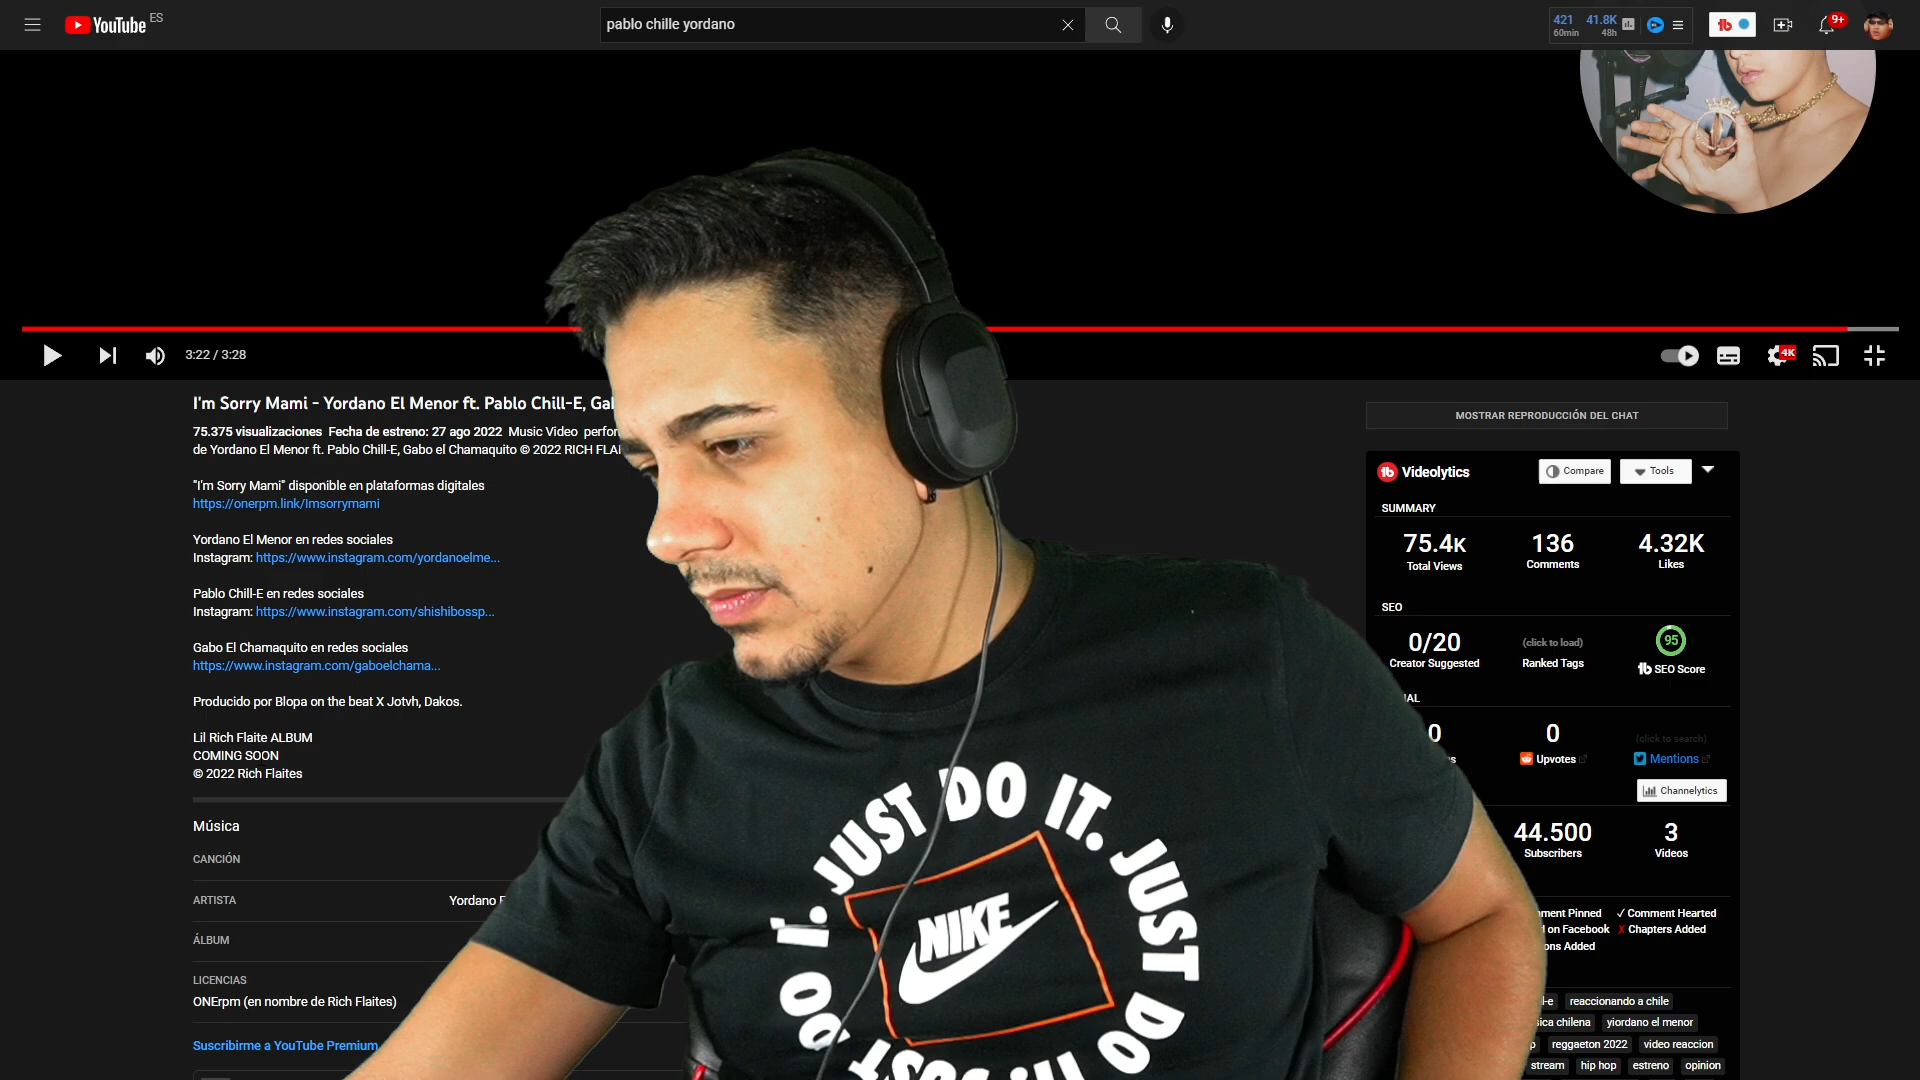 YouTube ES
pablo chille yordano
421 41.8K
60min 48h
9+
3:22 / 3:28
4K
I'm Sorry Mami - Yordano El Menor ft. Pablo Chill-E,
75.375 visualizaciones Fecha de estreno: 27 ago 2022 Music Video
de Yordano El Menor ft. Pablo Chill-E, Gabo el Chamaquito © 2022 RICH
"I'm Sorry Mami" disponible en plataformas digitales
https://onerpm.link/Imsorrymami
Yordano El Menor en redes sociales
Instagram: https://www.instagram.com/yordanoelme...
Pablo Chill-E en redes sociales
Instagram: https://www.instagram.com/shishibossp...
Gabo El Chamaquito en redes sociales
https://www.instagram.com/gaboelchama...
Producido por Blopa on the beat X Jotvh, Dakos.
Lil Rich Flaite ALBUM
COMING SOON
© 2022 Rich Flaites
Música
CANCIÓN
ARTISTA Yordano
ÁLBUM
LICENCIAS
ONErpm (en nombre de Rich Flaites)
Suscribirme a YouTube Premium
JUST DO IT. JUST DO IT. JUST DO IT.
NIKE
MOSTRAR REPRODUCCIÓN DEL CHAT
tb Videolytics Compare Tools
SUMMARY
75.4K 136 4.32K
Total Views Comments Likes
SEO
0/20 (click to load) 95
Creator Suggested Ranked Tags tb SEO Score
0 0 (click to search)
Upvotes Mentions
Channelytics
44.500 3
Subscribers Videos
Pinned ✓ Comment Hearted
on Facebook ✗ Chapters Added
Added
reaccionando a chile
chilena yiordano el menor
reggaeton 2022 video reaccion
stream hip hop estreno opinion